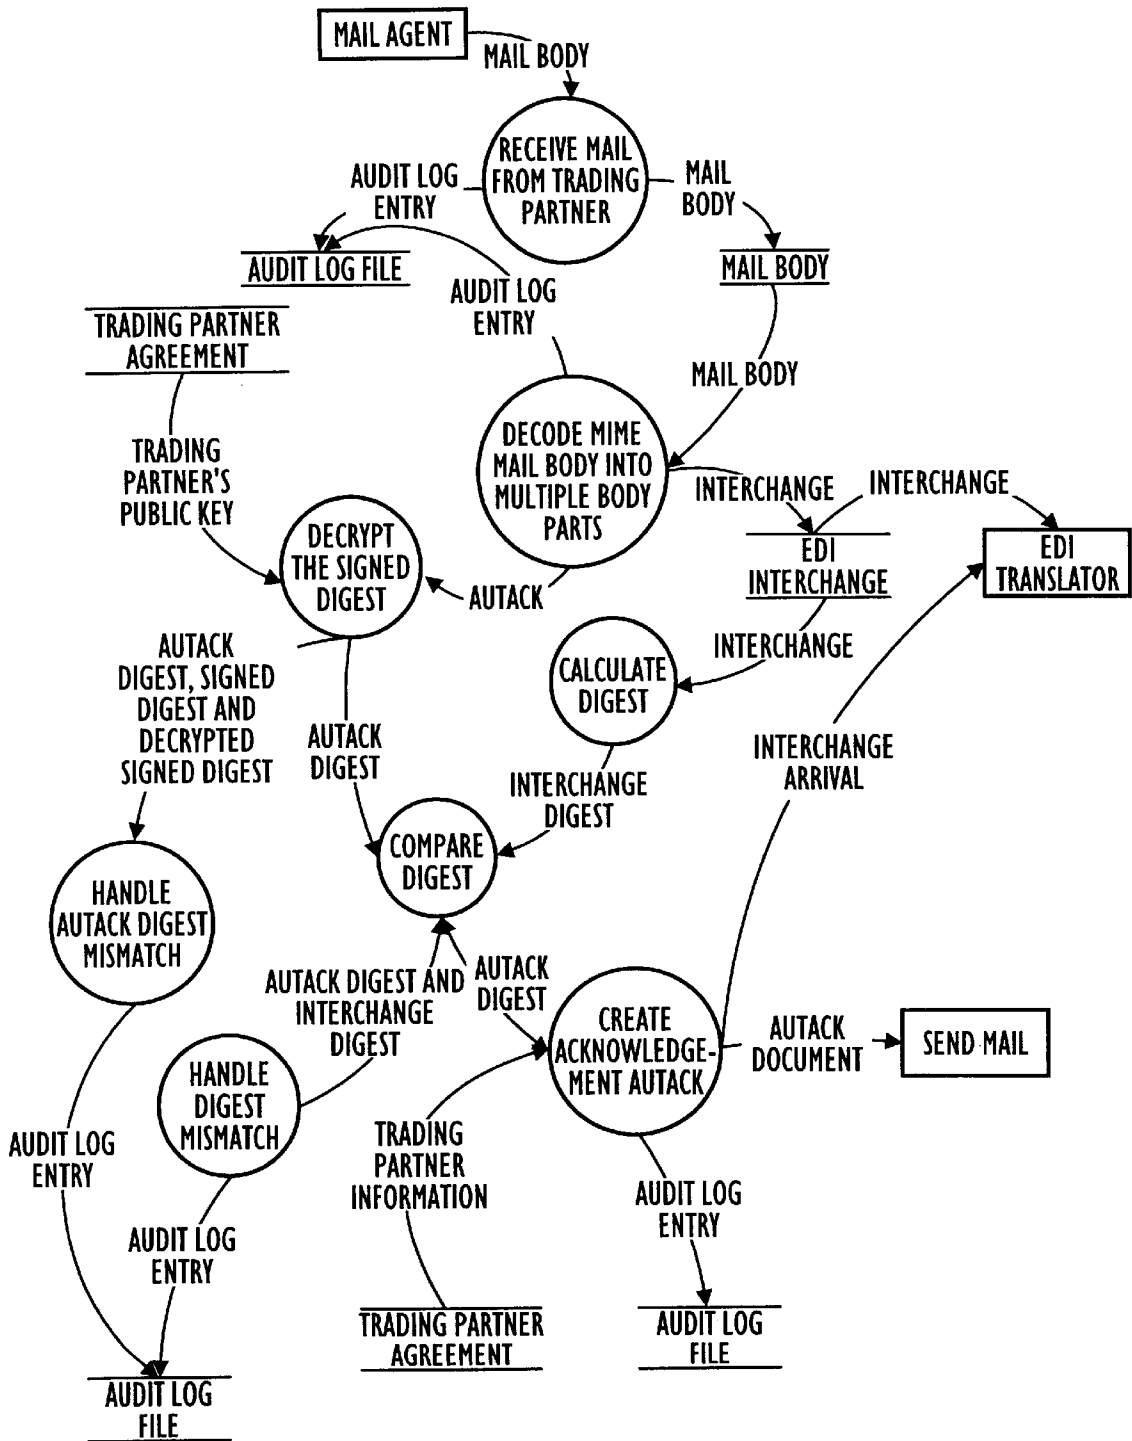 MAIL AGENT
MAIL BODY
RECEIVE MAIL
FROM TRADING
PARTNER
AUDIT LOG
ENTRY
MAIL
BODY
AUDIT LOG FILE
MAIL BODY
AUDIT LOG
ENTRY
TRADING PARTNER
AGREEMENT
MAIL BODY
DECODE MIME
MAIL BODY INTO
MULTIPLE BODY
PARTS
TRADING
PARTNER'S
PUBLIC KEY
INTERCHANGE
INTERCHANGE
DECRYPT
THE SIGNED
DIGEST
EDI
INTERCHANGE
EDI
TRANSLATOR
AUTACK
AUTACK
DIGEST, SIGNED
DIGEST AND
DECRYPTED
SIGNED DIGEST
INTERCHANGE
CALCULATE
DIGEST
AUTACK
DIGEST
INTERCHANGE
DIGEST
INTERCHANGE
ARRIVAL
COMPARE
DIGEST
HANDLE
AUTACK DIGEST
MISMATCH
AUTACK DIGEST AND
INTERCHANGE
DIGEST
AUTACK
DIGEST
CREATE
ACKNOWLEDGE-
MENT AUTACK
AUTACK
DOCUMENT
SEND MAIL
HANDLE
DIGEST
MISMATCH
AUDIT LOG
ENTRY
TRADING
PARTNER
INFORMATION
AUDIT LOG
ENTRY
AUDIT LOG
ENTRY
TRADING PARTNER
AGREEMENT
AUDIT LOG
FILE
AUDIT LOG
FILE